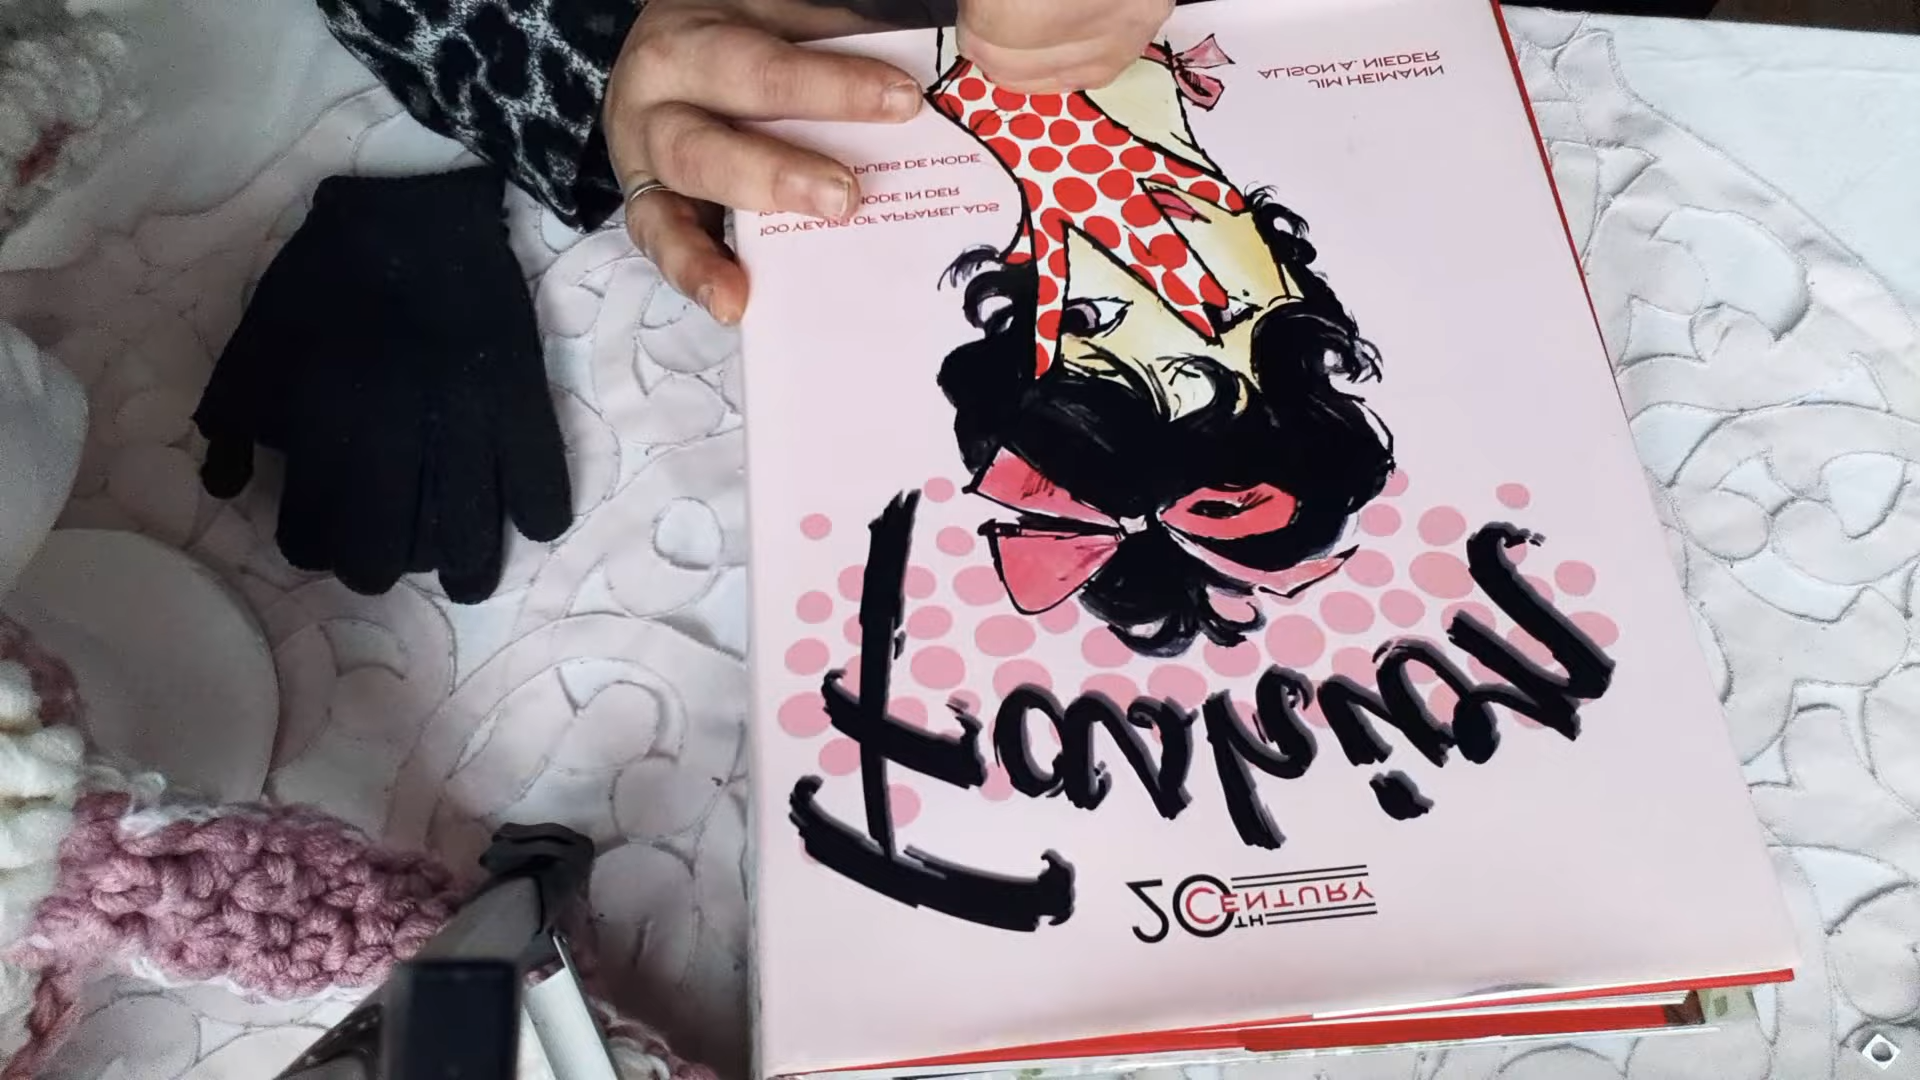 20TH CENTURY
Fashion
100 YEARS OF APPAREL ADS
MODE IN DER
PUBS DE MODE
JIM HEIMANN
ALISON A. NIEDER